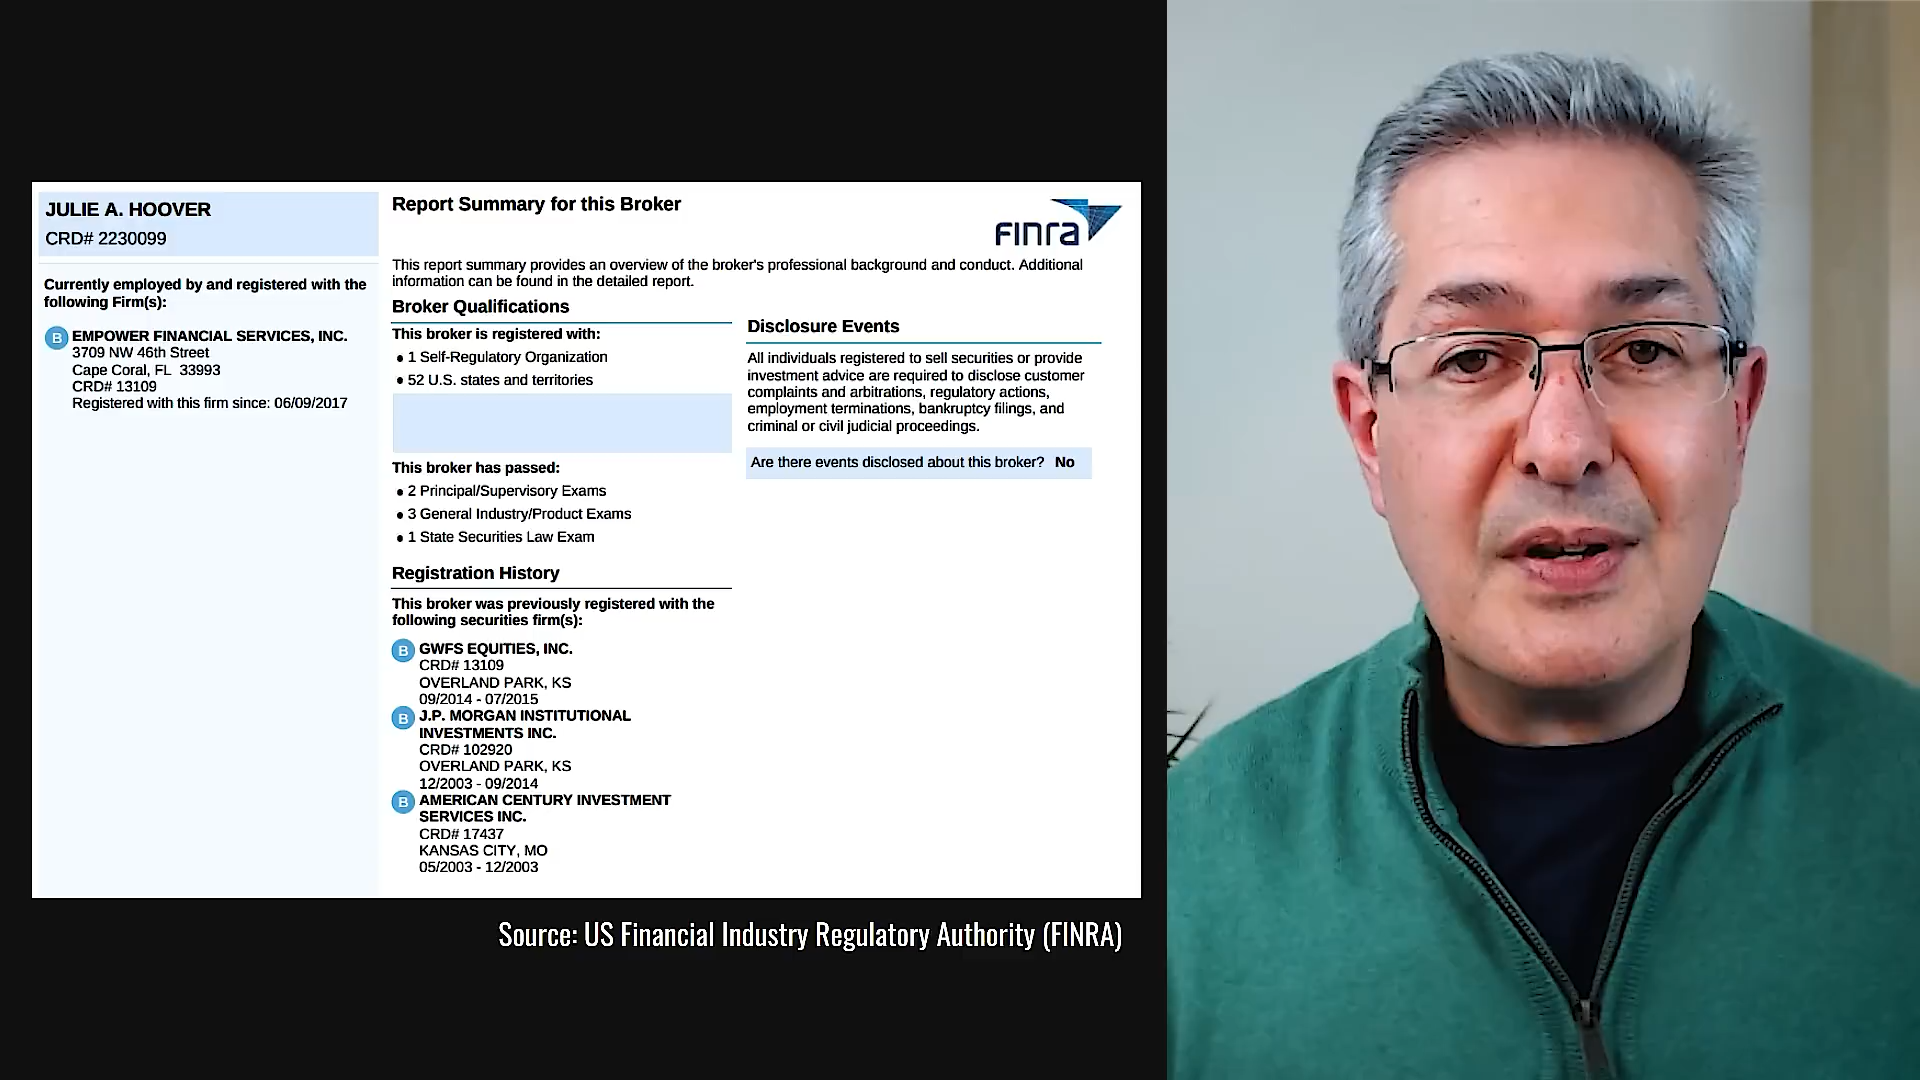 JULIE A. HOOVER
CRD# 2230099
Currently employed by and registered with the
following Firm(s):
B EMPOWER FINANCIAL SERVICES, INC.
3709 NW 46th Street
Cape Coral, FL 33993
CRD# 13109
Registered with this firm since: 06/09/2017
Report Summary for this Broker
finra
This report summary provides an overview of the broker's professional background and conduct. Additional
information can be found in the detailed report.
Broker Qualifications
This broker is registered with:
• 1 Self-Regulatory Organization
• 52 U.S. states and territories
This broker has passed:
• 2 Principal/Supervisory Exams
• 3 General Industry/Product Exams
• 1 State Securities Law Exam
Registration History
This broker was previously registered with the
following securities firm(s):
B GWFS EQUITIES, INC.
CRD# 13109
OVERLAND PARK, KS
09/2014 - 07/2015
B J.P. MORGAN INSTITUTIONAL
INVESTMENTS INC.
CRD# 102920
OVERLAND PARK, KS
12/2003 - 09/2014
B AMERICAN CENTURY INVESTMENT
SERVICES INC.
CRD# 17437
KANSAS CITY, MO
05/2003 - 12/2003
Disclosure Events
All individuals registered to sell securities or provide
investment advice are required to disclose customer
complaints and arbitrations, regulatory actions,
employment terminations, bankruptcy filings, and
criminal or civil judicial proceedings.
Are there events disclosed about this broker? No
Source: US Financial Industry Regulatory Authority (FINRA)